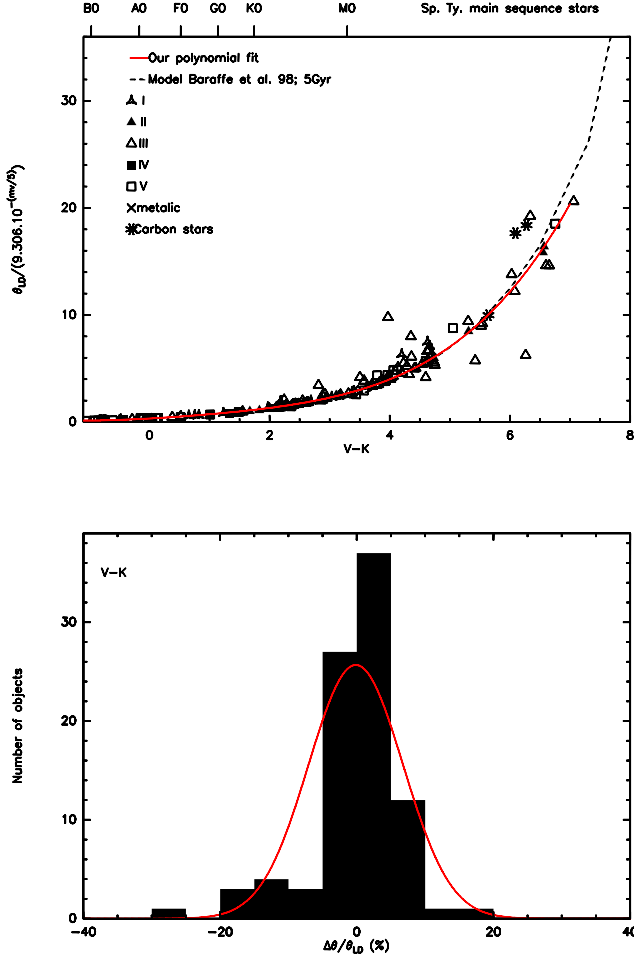 B0 A0 F0 G0 K0 M0 Sp. Ty. main sequence stars
Our polynomial fit
Model Baraffe et al. 98; 5Gyr
I
II
III
IV
V
metalic
Carbon stars
30
20
10
0
θLD/(9.306.10−(mv/5))
0 2 4 6 8
V−K
V−K
30
20
10
0
Number of objects
−40 −20 0 20 40
Δθ/θLD (%)